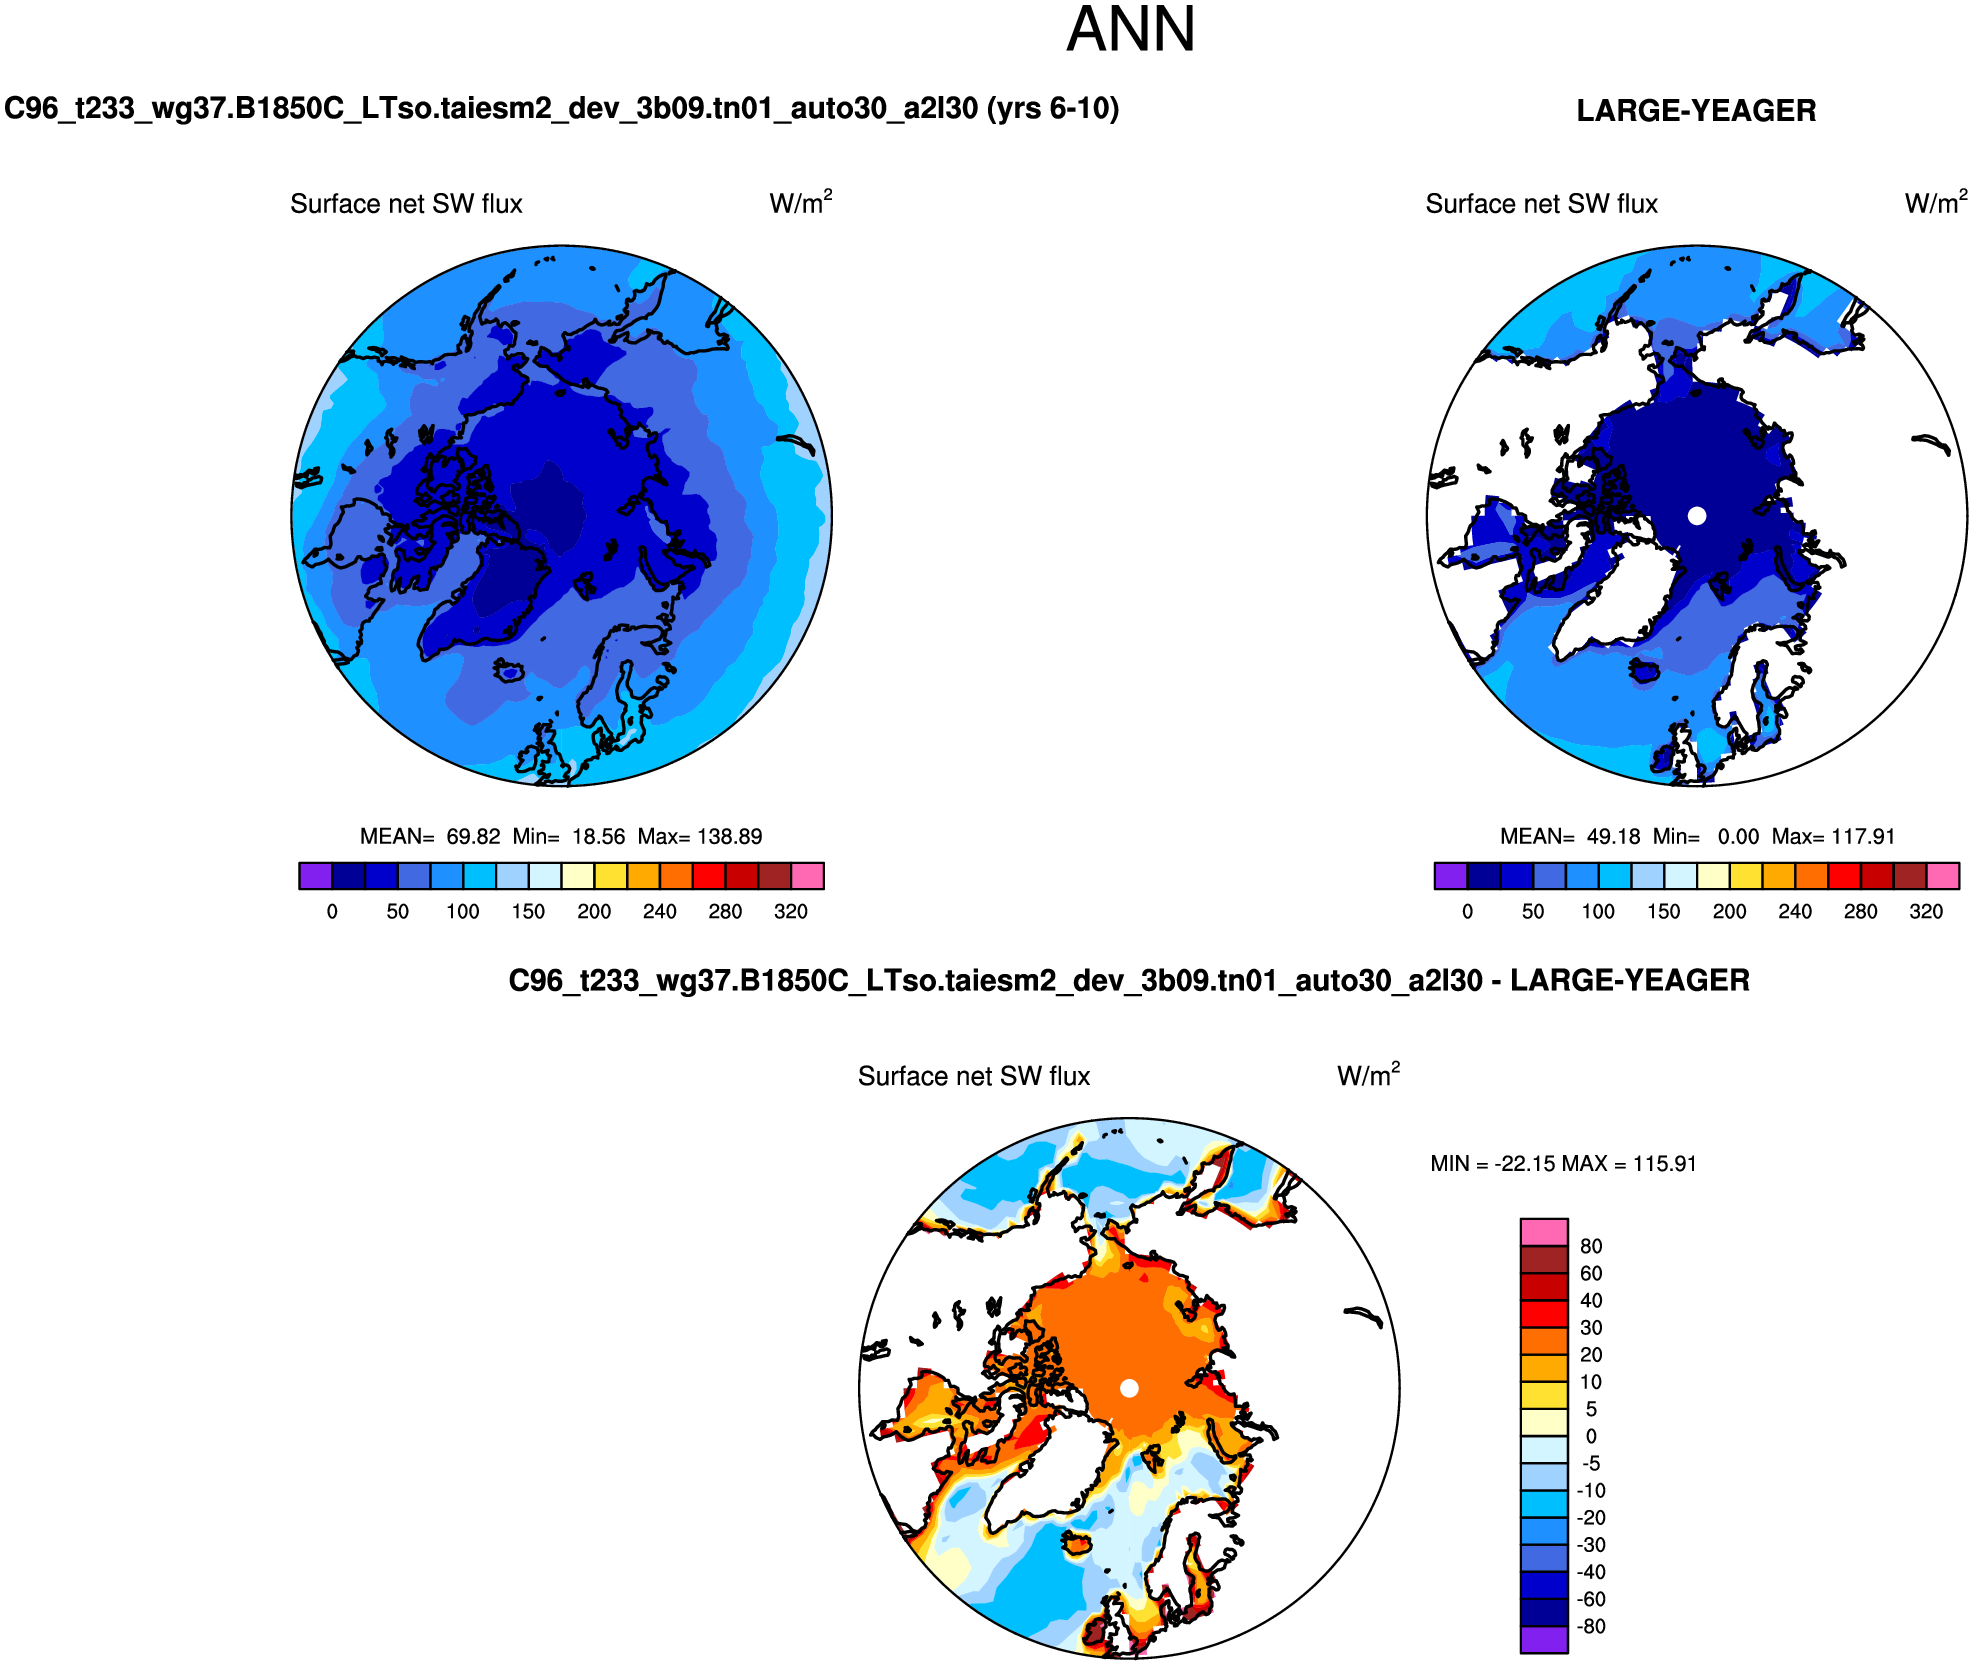 ANN
C96_t233_wg37.B1850C_LTso.taiesm2_dev_3b09.tn01_auto30_a2l30 (yrs 6-10)
LARGE-YEAGER
Surface net SW flux W/m²
Surface net SW flux W/m²
MEAN= 69.82 Min= 18.56 Max= 138.89
MEAN= 49.18 Min= 0.00 Max= 117.91
0 50 100 150 200 240 280 320
0 50 100 150 200 240 280 320
C96_t233_wg37.B1850C_LTso.taiesm2_dev_3b09.tn01_auto30_a2l30 - LARGE-YEAGER
Surface net SW flux W/m²
MIN = -22.15 MAX = 115.91
80
60
40
30
20
10
5
0
-5
-10
-20
-30
-40
-60
-80